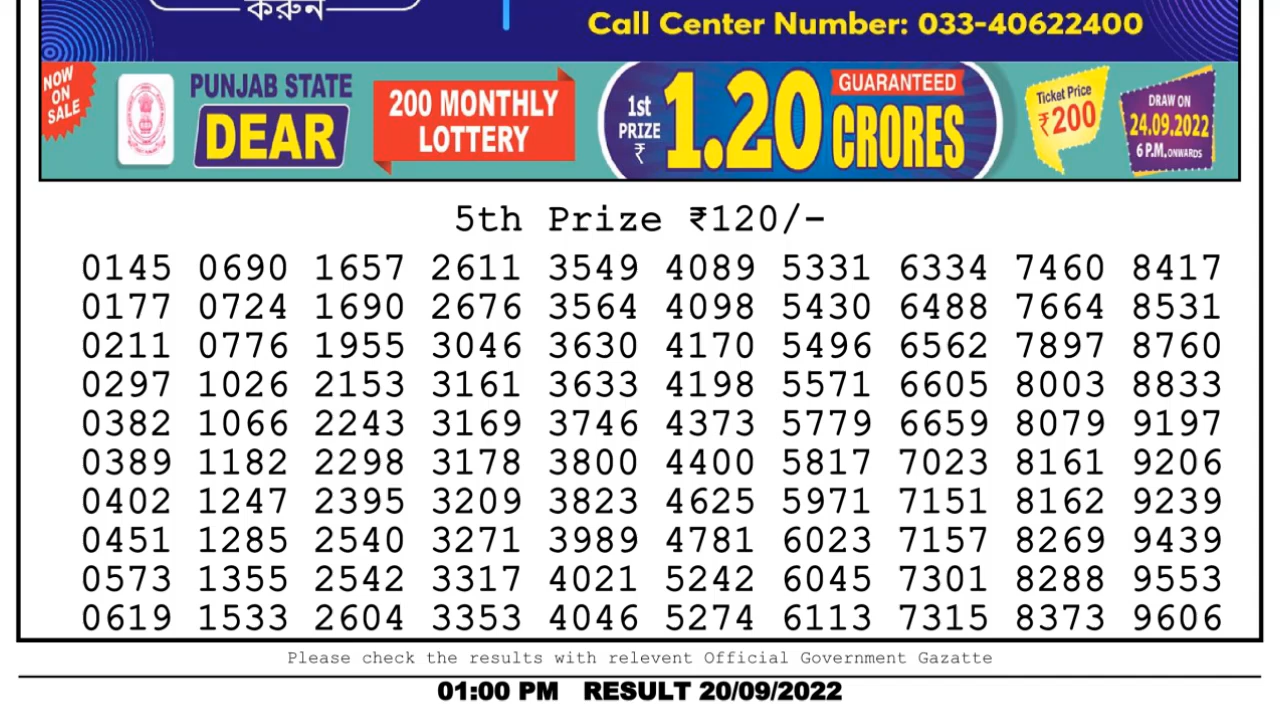 করুন
Call Center Number: 033-40622400
NOW
ON
SALE
PUNJAB STATE
DEAR
200 MONTHLY
LOTTERY
1st
PRIZE
₹
1.20
GUARANTEED
CRORES
Ticket Price
₹200
DRAW ON
24.09.2022
6 P.M. ONWARDS
5th Prize ₹120/-
0145 0690 1657 2611 3549 4089 5331 6334 7460 8417
0177 0724 1690 2676 3564 4098 5430 6488 7664 8531
0211 0776 1955 3046 3630 4170 5496 6562 7897 8760
0297 1026 2153 3161 3633 4198 5571 6605 8003 8833
0382 1066 2243 3169 3746 4373 5779 6659 8079 9197
0389 1182 2298 3178 3800 4400 5817 7023 8161 9206
0402 1247 2395 3209 3823 4625 5971 7151 8162 9239
0451 1285 2540 3271 3989 4781 6023 7157 8269 9439
0573 1355 2542 3317 4021 5242 6045 7301 8288 9553
0619 1533 2604 3353 4046 5274 6113 7315 8373 9606
Please check the results with relevent Official Government Gazatte
01:00 PM RESULT 20/09/2022